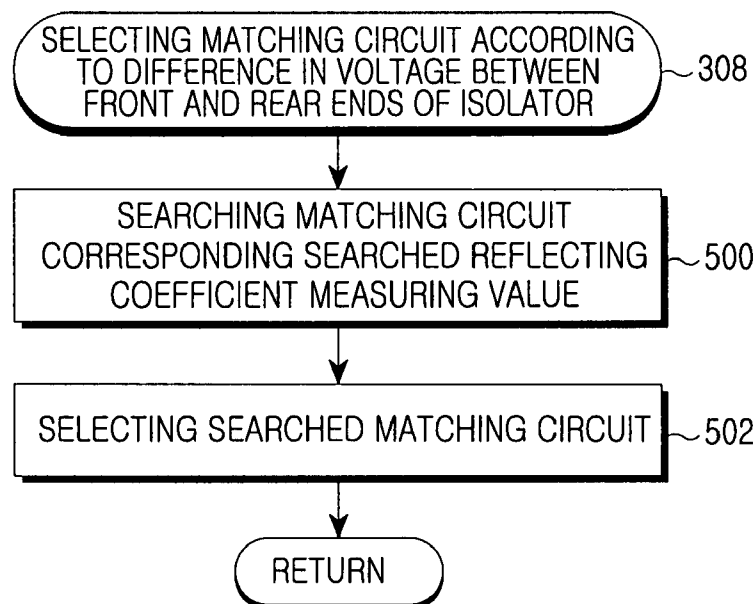 SELECTING MATCHING CIRCUIT ACCORDING
TO DIFFERENCE IN VOLTAGE BETWEEN
FRONT AND REAR ENDS OF ISOLATOR
308
SEARCHING MATCHING CIRCUIT
CORRESPONDING SEARCHED REFLECTING
COEFFICIENT MEASURING VALUE
500
SELECTING SEARCHED MATCHING CIRCUIT
502
RETURN